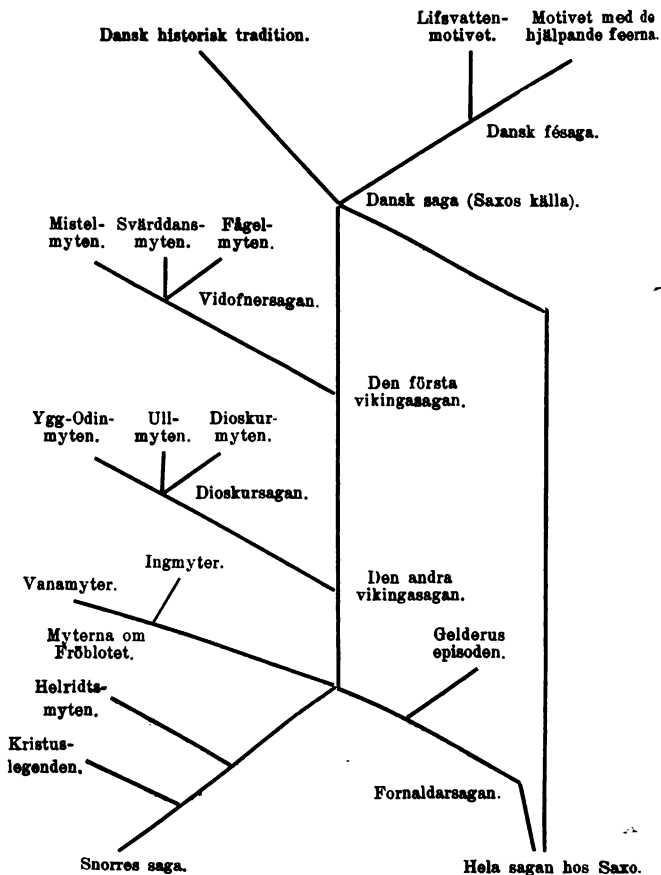 Dansk historisk tradition.
Lifsvatten-
motivet.
Motivet med de
hjälpande feerna.
Dansk fésaga.
Dansk saga (Saxos källa).
Mistel-
myten.
Svärddans-
myten.
Fågel-
myten.
Vidofnersagan.
Den första
vikingasagan.
Ygg-Odin-
myten.
Ull-
myten.
Dioskur-
myten.
Dioskursagan.
Den andra
vikingasagan.
Ingmyter.
Vanamyter.
Myterna om
Fröblotet.
Gelderus
episoden.
Helridts-
myten.
Kristus-
legenden.
Fornaldarsagan.
Snorres saga.
Hela sagan hos Saxo.